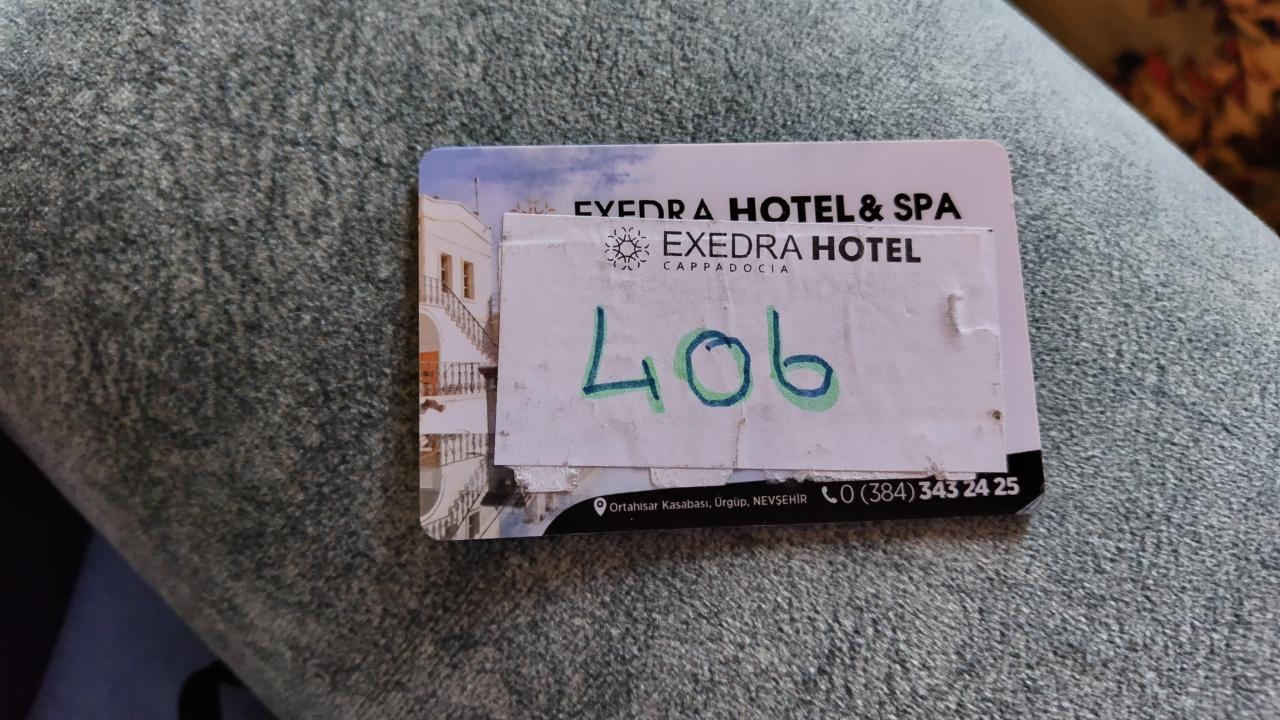 EXEDRA HOTEL & SPA
EXEDRA HOTEL
CAPPADOCIA
406
Ortahisar Kasabası, Ürgüp, NEVŞEHİR 0 (384) 343 24 25